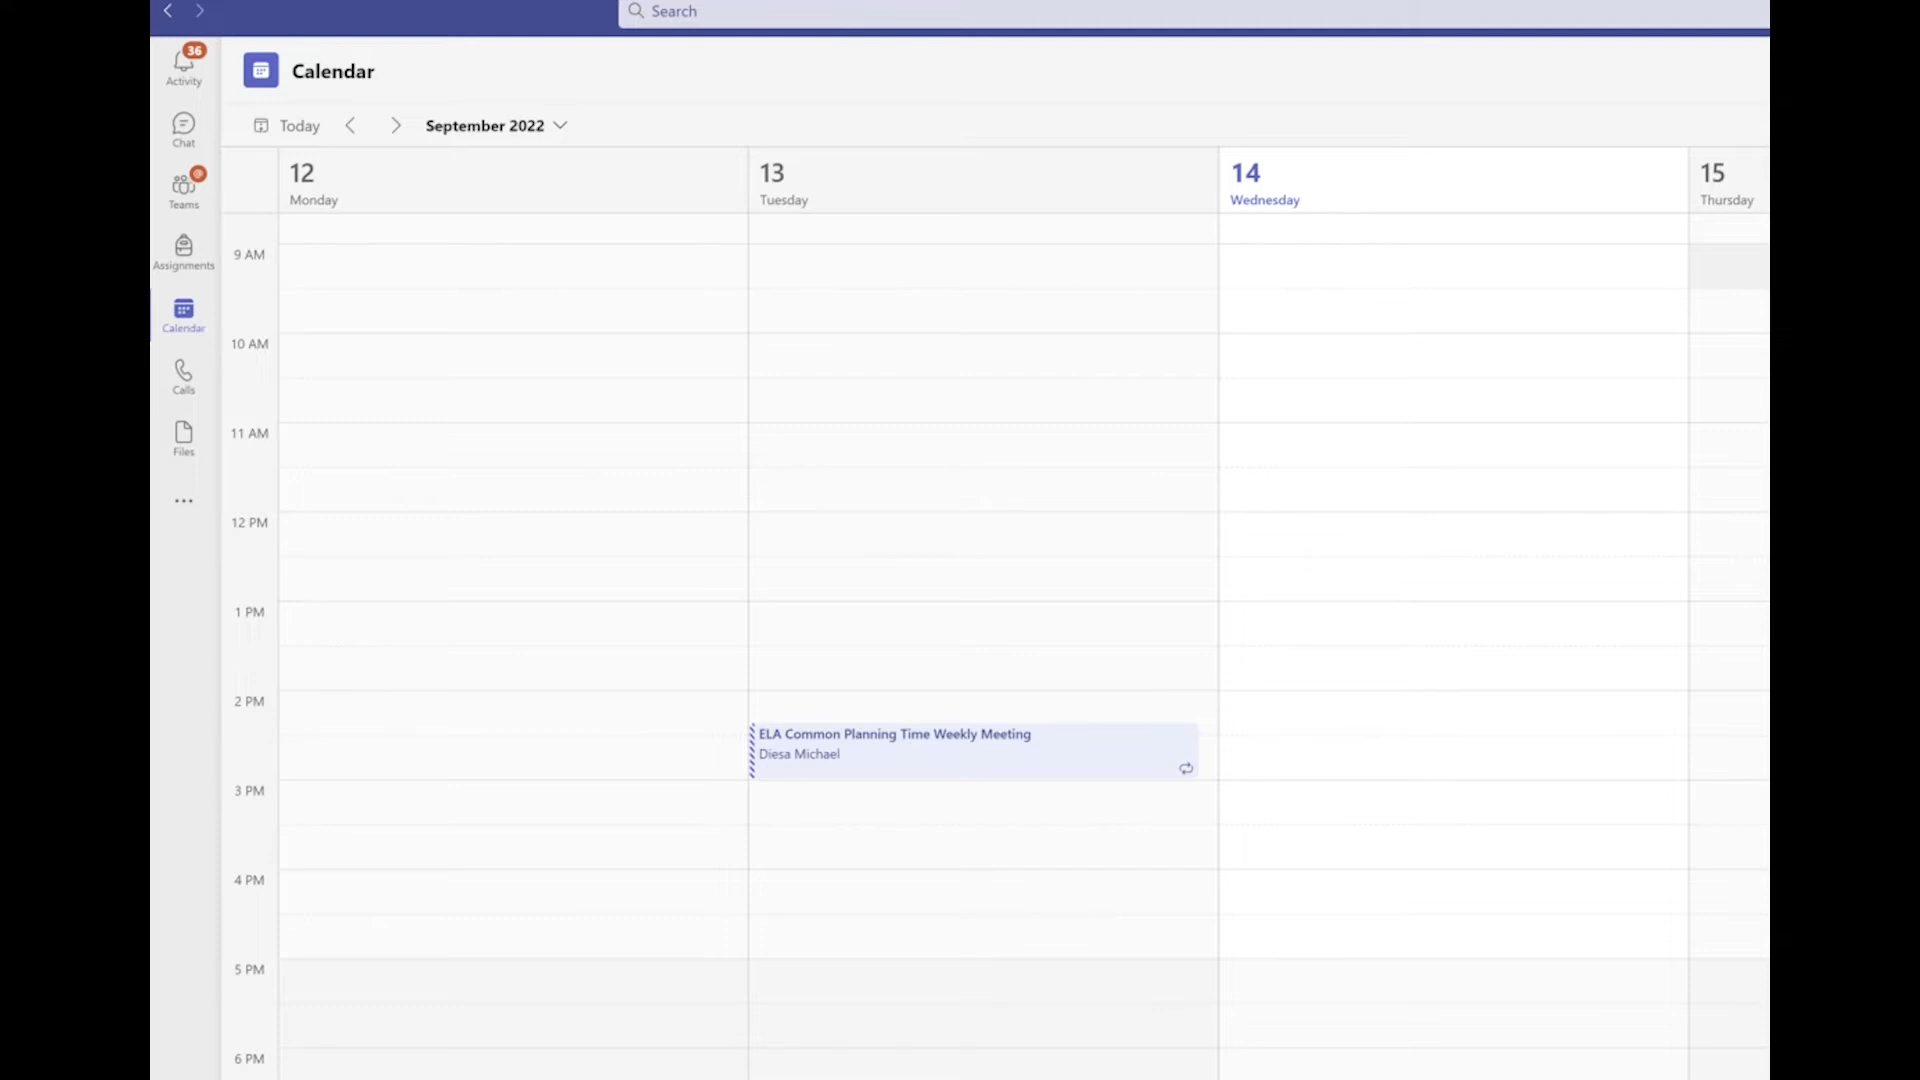 Search
36
Activity
Chat
@
Teams
Assignments
Calendar
Calls
Files
Calendar
Today
September 2022
12
Monday
13
Tuesday
14
Wednesday
15
Thursday
9 AM
10 AM
11 AM
12 PM
1 PM
2 PM
ELA Common Planning Time Weekly Meeting
Diesa Michael
3 PM
4 PM
5 PM
6 PM